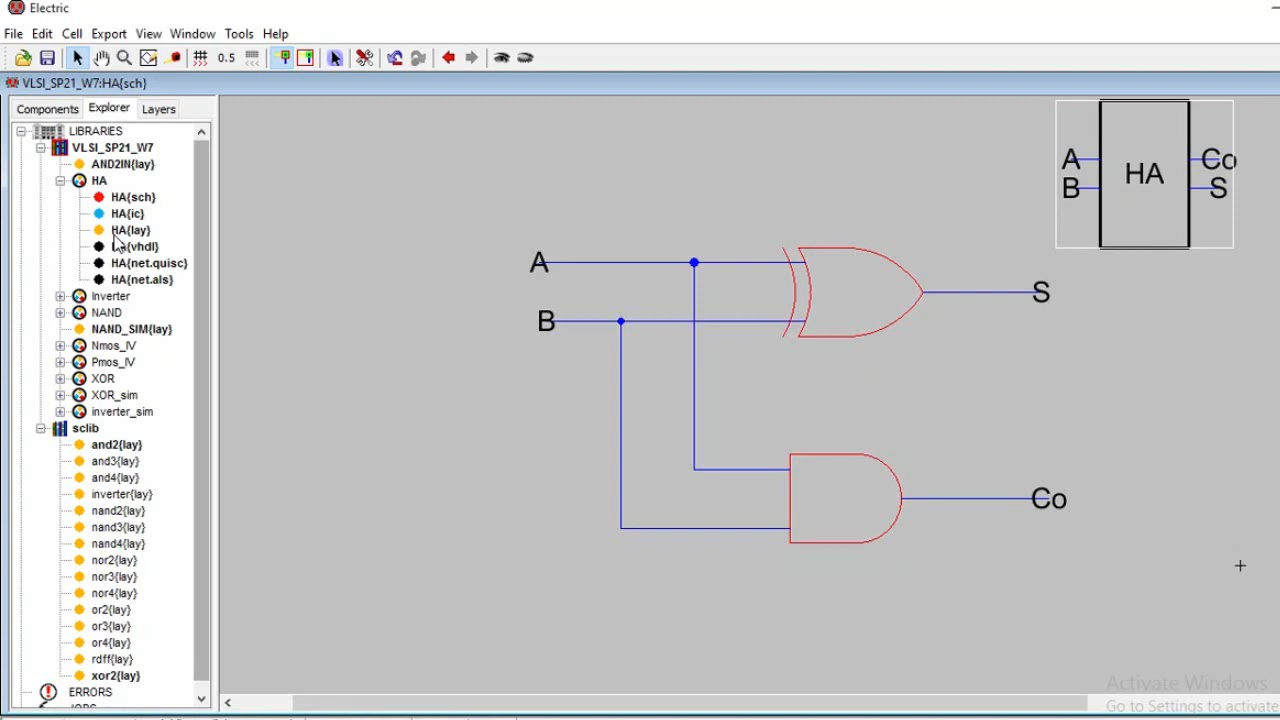 Electric
File Edit Cell Export View Window Tools Help
0.5
VLSI_SP21_W7:HA{sch}
Components Explorer Layers
LIBRARIES
VLSI_SP21_W7
AND2IN{lay}
HA
HA{sch}
HA{ic}
HA{lay}
{vhdl}
HA{net.quisc}
HA{net.als}
Inverter
NAND
NAND_SIM{lay}
Nmos_IV
Pmos_IV
XOR
XOR_sim
inverter_sim
sclib
and2{lay}
and3{lay}
and4{lay}
inverter{lay}
nand2{lay}
nand3{lay}
nand4{lay}
nor2{lay}
nor3{lay}
nor4{lay}
or2{lay}
or3{lay}
or4{lay}
rdff{lay}
xor2{lay}
ERRORS
A
B
HA
Co
S
A
B
S
Co
Activate Windows
Go to Settings to activate